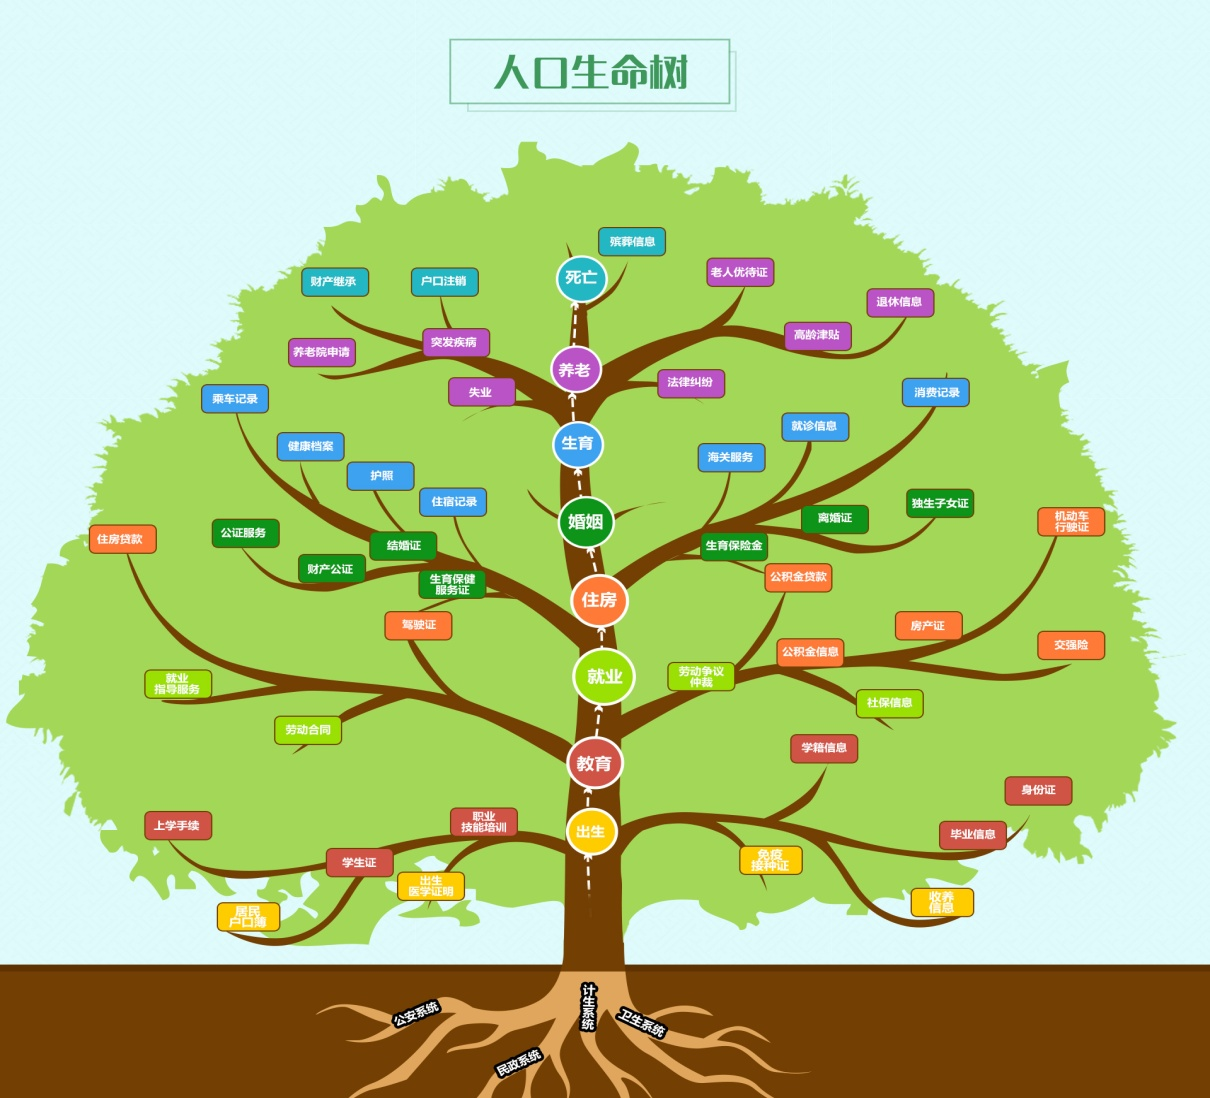 人口生命树
殡葬信息
死亡
老人优待证
财产继承
户口注销
退休信息
高龄津贴
突发疾病
养老院申请
养老
法律纠纷
失业
消费记录
乘车记录
就诊信息
生育
健康档案
海关服务
护照
住宿记录
独生子女证
离婚证
婚姻
机动车
行驶证
公证服务
住房贷款
结婚证
生育保险金
财产公证
公积金贷款
生育保健
服务证
住房
驾驶证
房产证
交强险
公积金信息
劳动争议
仲裁
就业
就业
指导服务
社保信息
劳动合同
学籍信息
教育
身份证
职业
技能培训
上学手续
出生
毕业信息
学生证
免疫
接种证
出生
医学证明
收养
信息
居民
户口簿
公安系统
计生系统
卫生系统
民政系统